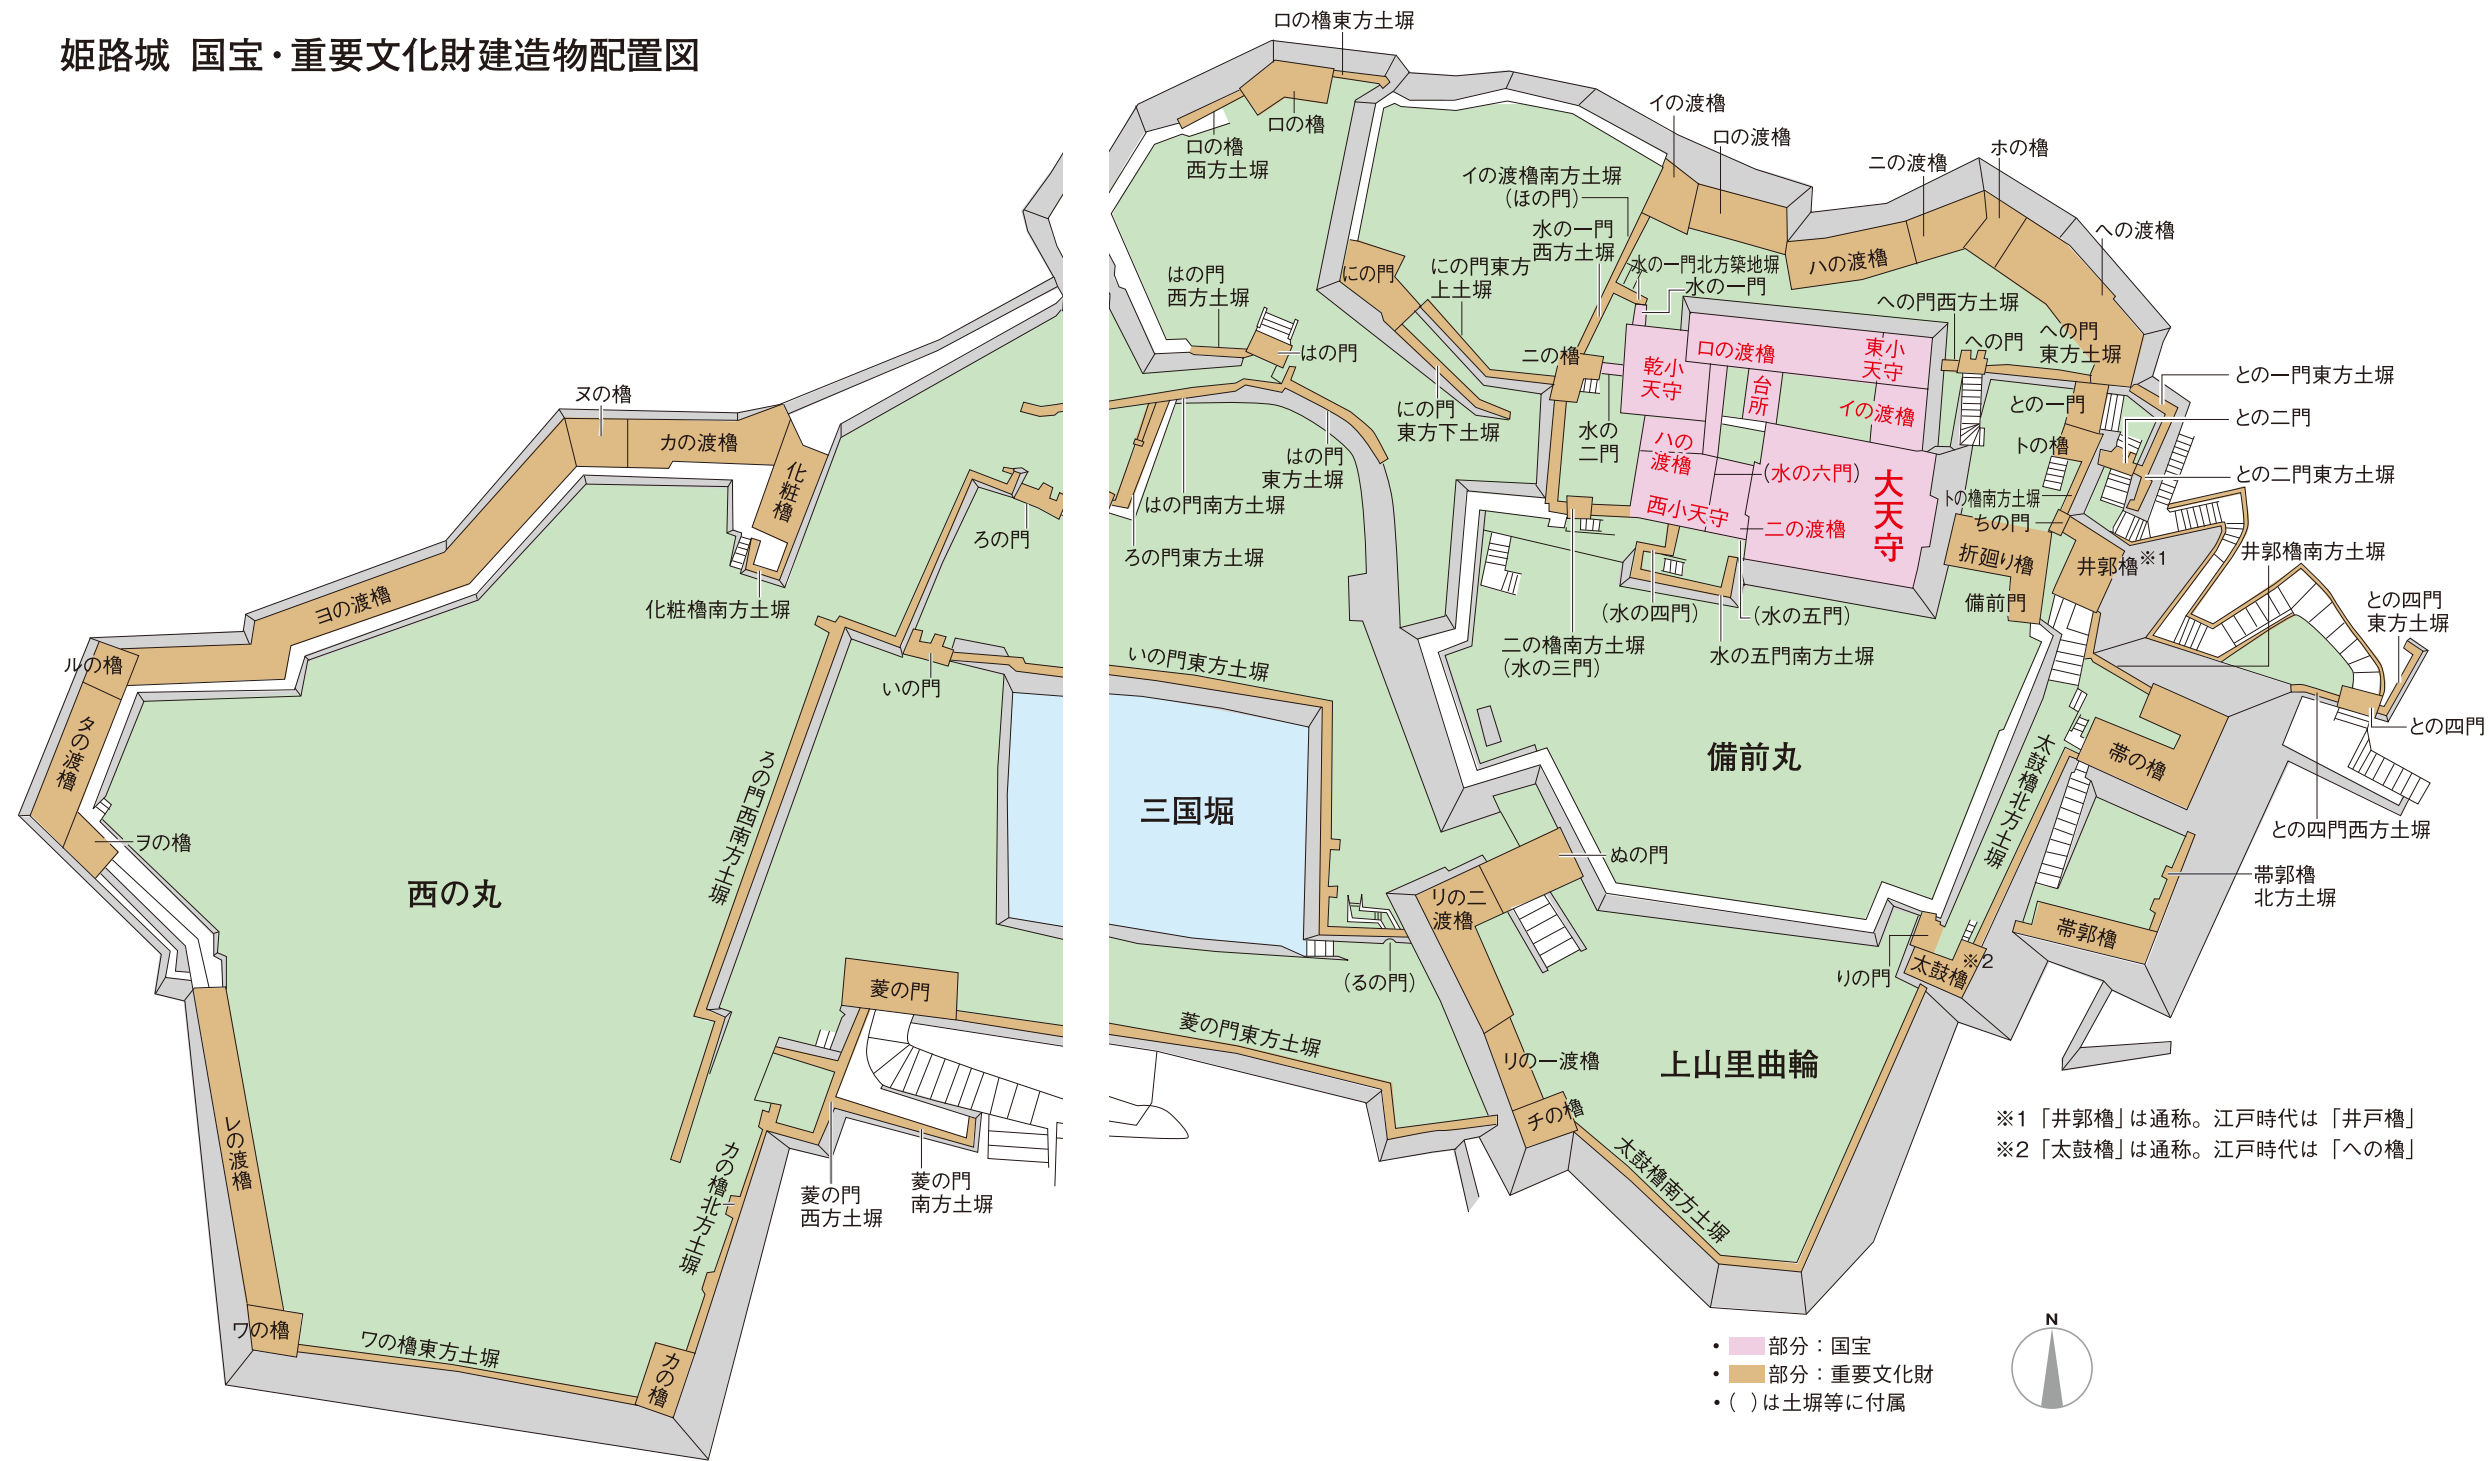 姫路城 国宝・重要文化財建造物配置図
ロの櫓東方土塀
ロの櫓
ロの櫓
西方土塀
イの渡櫓
ロの渡櫓
ニの渡櫓
ホの櫓
への渡櫓
ハの渡櫓
イの渡櫓南方土塀
（ほの門）
水の一門
西方土塀
水の一門北方築地塀
水の一門
にの門
にの門東方
上土塀
はの門
西方土塀
はの門
ニの櫓
にの門
東方下土塀
水の
二門
はの門
東方土塀
はの門南方土塀
ろの門東方土塀
乾小
天守
ロの渡櫓
東小
天守
台
所
イの渡櫓
ハの
渡櫓
（水の六門）
大天守
西小天守
ニの渡櫓
への門西方土塀
への門
への門
東方土塀
との一門
との一門東方土塀
との二門
との二門東方土塀
トの櫓
トの櫓南方土塀
ちの門
折廻り櫓
井郭櫓※1
井郭櫓南方土塀
備前門
との四門
東方土塀
との四門
との四門西方土塀
（水の四門）
（水の五門）
水の五門南方土塀
二の櫓南方土塀
（水の三門）
備前丸
太鼓櫓北方土塀
帯の櫓
帯郭櫓
北方土塀
帯郭櫓
ぬの門
リの二
渡櫓
（るの門）
りの門
太鼓櫓
※2
リの一渡櫓
チの櫓
上山里曲輪
太鼓櫓南方土塀
ヌの櫓
カの渡櫓
化粧櫓
化粧櫓南方土塀
ヨの渡櫓
ルの櫓
タの渡櫓
ヲの櫓
西の丸
ろの門
いの門
いの門東方土塀
三国堀
ろの門西南方土塀
菱の門
菱の門東方土塀
菱の門
西方土塀
菱の門
南方土塀
カの櫓北方土塀
レの渡櫓
ワの櫓
ワの櫓東方土塀
カの櫓
※1「井郭櫓」は通称。江戸時代は「井戸櫓」
※2「太鼓櫓」は通称。江戸時代は「への櫓」
N
・ 部分：国宝
・ 部分：重要文化財
・（ ）は土塀等に付属